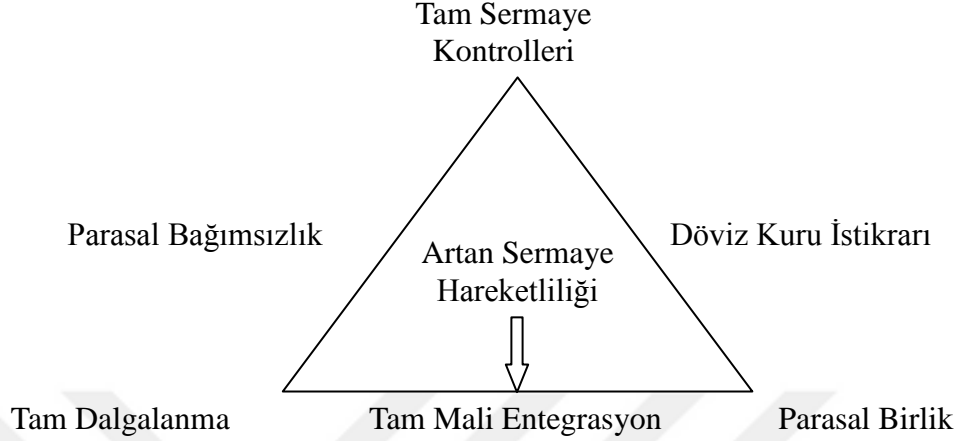 Tam Sermaye
Kontrolleri
Parasal Bağımsızlık
Döviz Kuru İstikrarı
Artan Sermaye
Hareketliliği
Tam Dalgalanma
Tam Mali Entegrasyon
Parasal Birlik